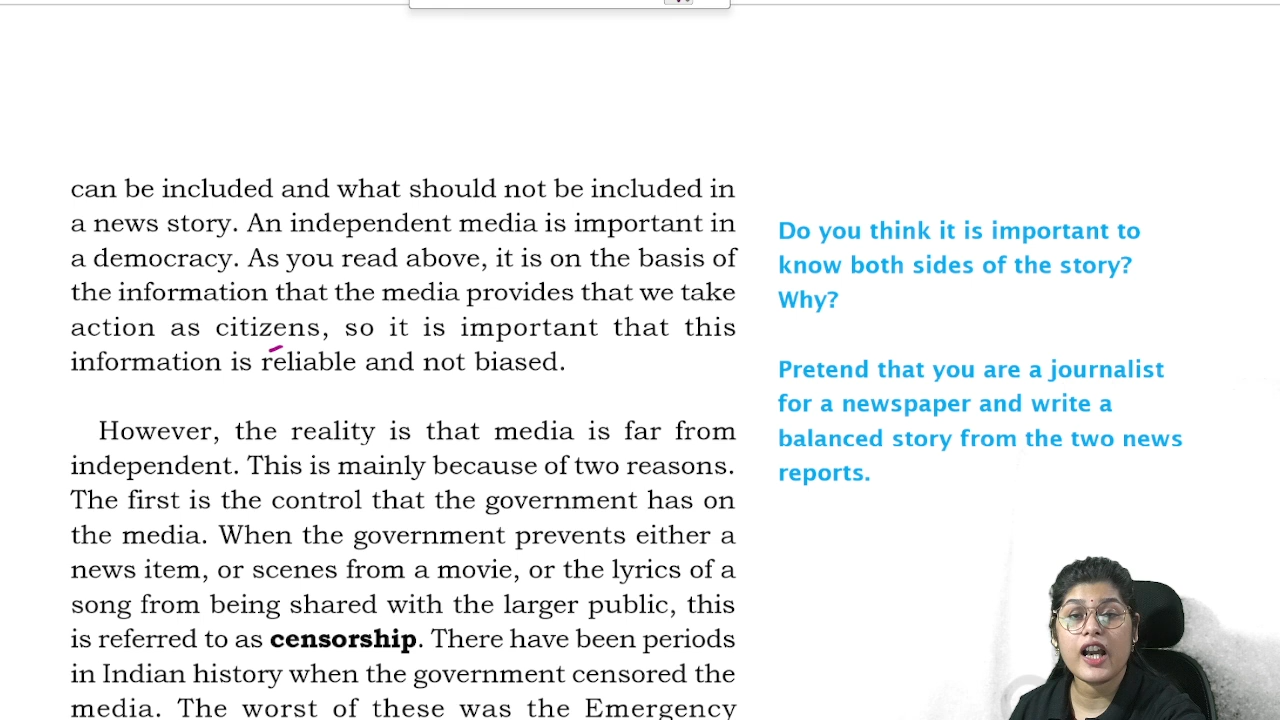 can be included and what should not be included in
a news story. An independent media is important in
a democracy. As you read above, it is on the basis of
the information that the media provides that we take
action as citizens, so it is important that this
information is reliable and not biased.
However, the reality is that media is far from
independent. This is mainly because of two reasons.
The first is the control that the government has on
the media. When the government prevents either a
news item, or scenes from a movie, or the lyrics of a
song from being shared with the larger public, this
is referred to as censorship. There have been periods
in Indian history when the government censored the
media. The worst of these was the Emergency
Do you think it is important to
know both sides of the story?
Why?
Pretend that you are a journalist
for a newspaper and write a
balanced story from the two news
reports.